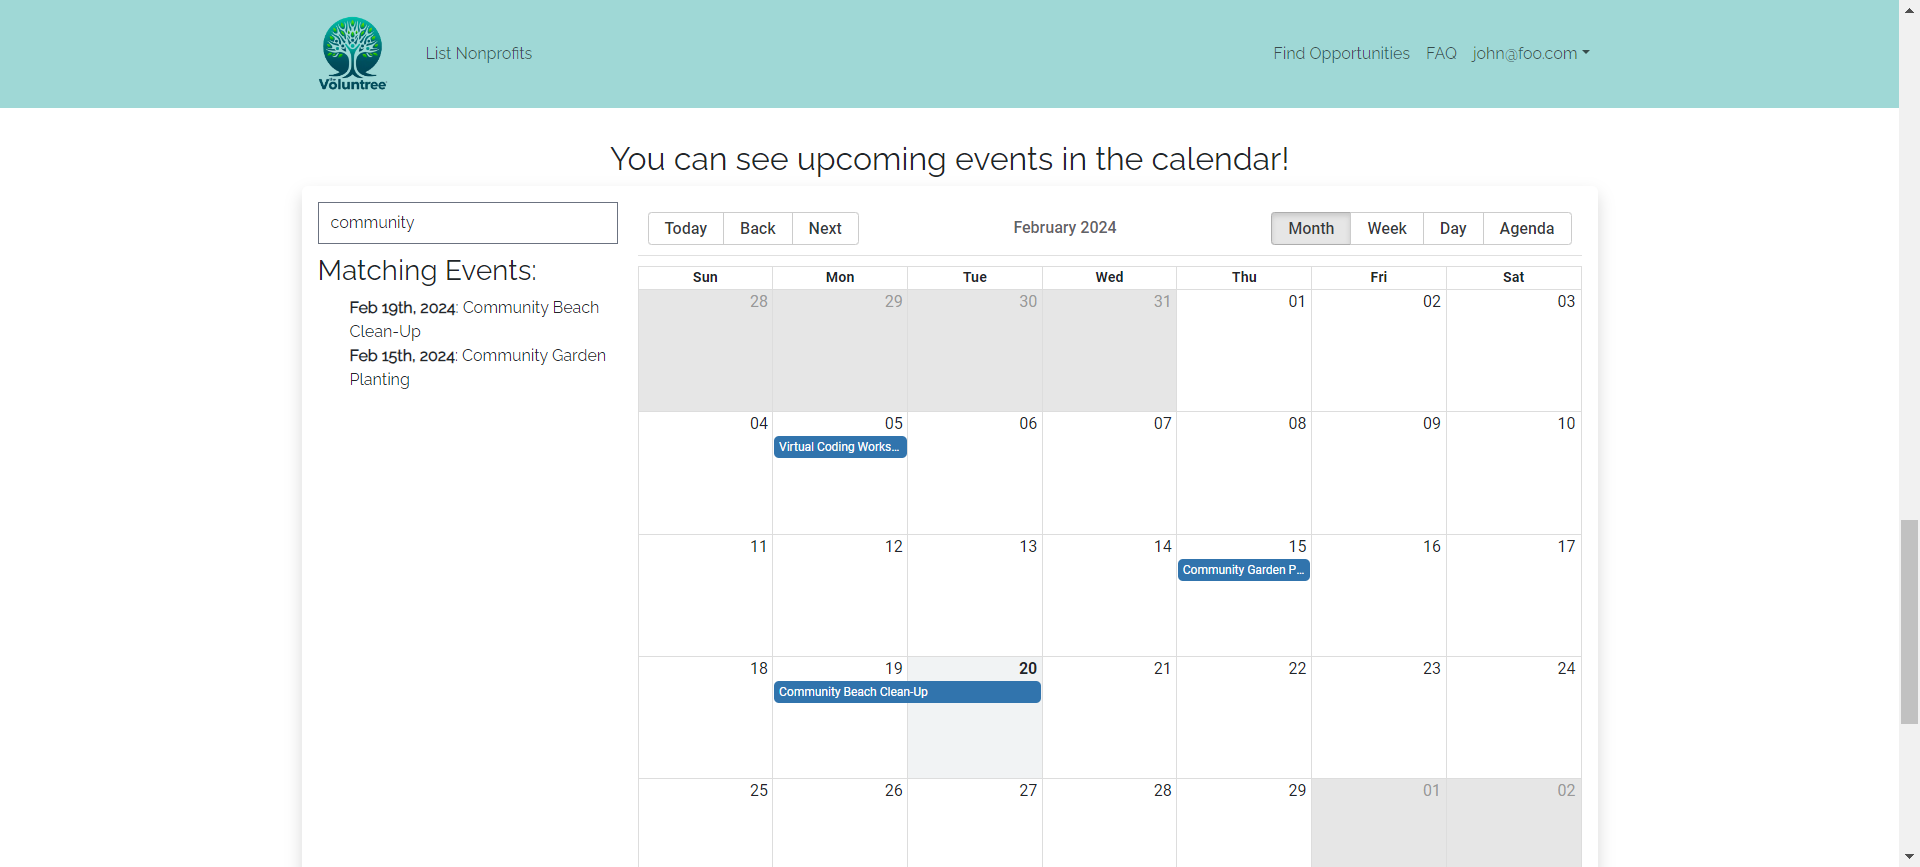 The
Voluntree
List Nonprofits
Find Opportunities
FAQ
john@foo.com
You can see upcoming events in the calendar!
community
Matching Events:
Feb 19th, 2024: Community Beach
Clean-Up
Feb 15th, 2024: Community Garden
Planting
Today
Back
Next
February 2024
Month
Week
Day
Agenda
Sun Mon Tue Wed Thu Fri Sat
28 29 30 31 01 02 03
04 05 06 07 08 09 10
Virtual Coding Works…
11 12 13 14 15 16 17
Community Garden P…
18 19 20 21 22 23 24
Community Beach Clean-Up
25 26 27 28 29 01 02